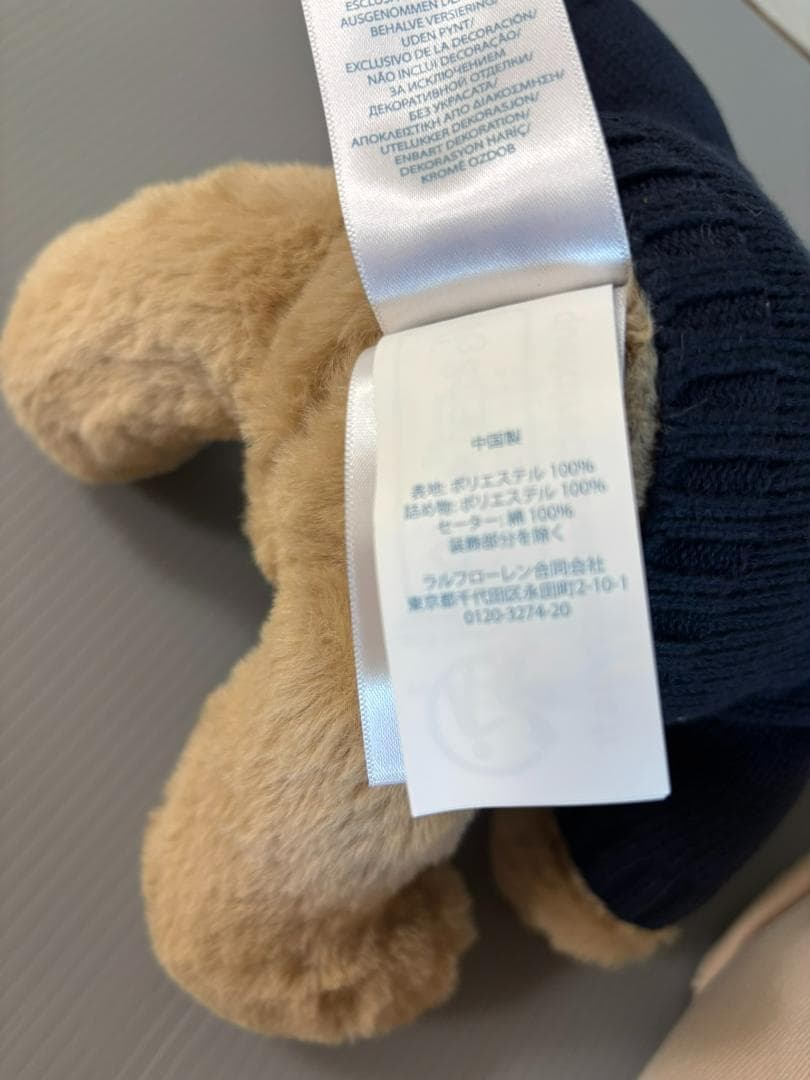 AUSGENOMMEN DE
BEHALVE VERSIERING/
UDEN PYNT/
EXCLUSIVO DE LA DECORACIÓN/
NÃO INCLUI DECORAÇÃO/
ЗА ИСКЛЮЧЕНИЕМ
ДЕКОРАТИВНОЙ ОТДЕЛКИ/
БЕЗ УКРАСАТА/
ΑΠΟΚΛΕΙΣΤΙΚΗ ΑΠΟ ΔΙΑΚΟΣΜΗΣΗ/
UTELUKKER DEKORASJON/
ENBART DEKORATION/
DEKORASYON HARİÇ/
KROMĚ OZDOB
中国製
表地: ポリエステル 100%
詰め物: ポリエステル 100%
セーター: 綿 100%
装飾部分を除く
ラルフローレン合同会社
東京都千代田区永田町2-10-1
0120-3274-20